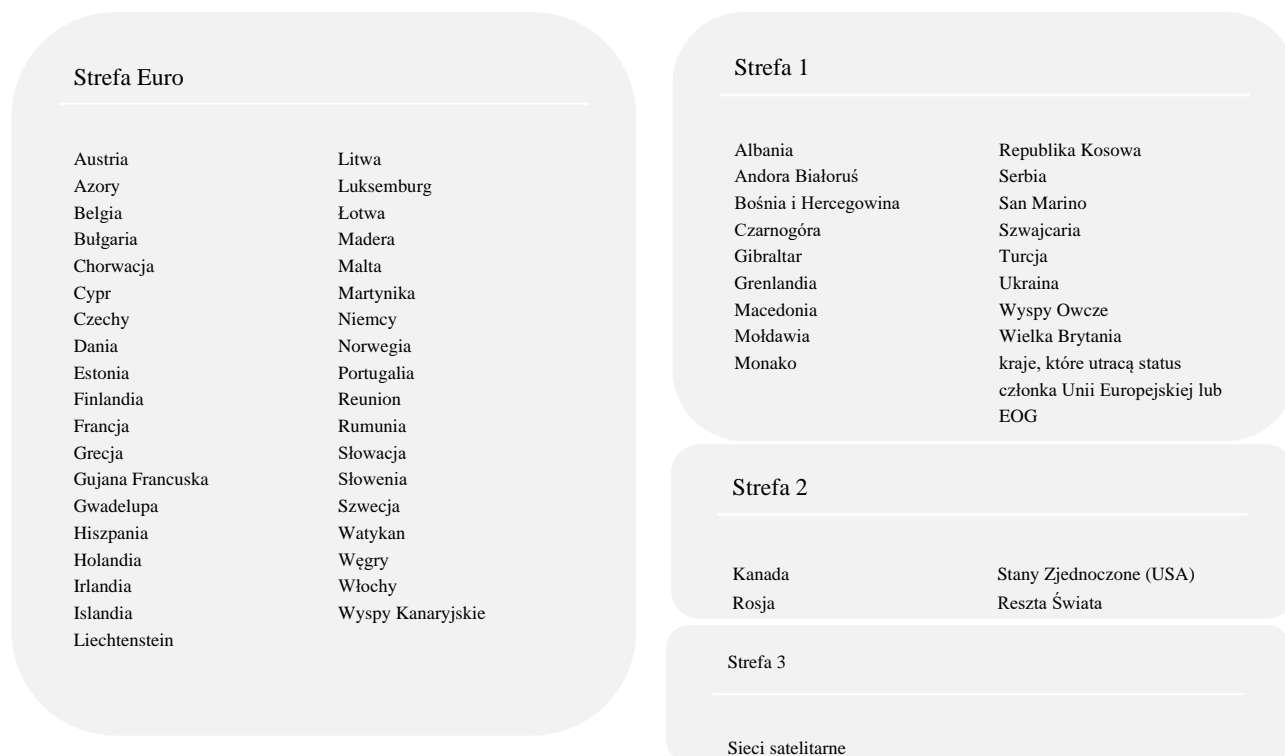 Strefa Euro
Austria
Azory
Belgia
Bułgaria
Chorwacja
Cypr
Czechy
Dania
Estonia
Finlandia
Francja
Grecja
Gujana Francuska
Gwadelupa
Hiszpania
Holandia
Irlandia
Islandia
Liechtenstein
Litwa
Luksemburg
Łotwa
Madera
Malta
Martynika
Niemcy
Norwegia
Portugalia
Reunion
Rumunia
Słowacja
Słowenia
Szwecja
Watykan
Węgry
Włochy
Wyspy Kanaryjskie
Strefa 1
Albania
Andora Białoruś
Bośnia i Hercegowina
Czarnogóra
Gibraltar
Grenlandia
Macedonia
Mołdawia
Monako
Republika Kosowa
Serbia
San Marino
Szwajcaria
Turcja
Ukraina
Wyspy Owcze
Wielka Brytania
kraje, które utracą status
członka Unii Europejskiej lub
EOG
Strefa 2
Kanada
Rosja
Stany Zjednoczone (USA)
Reszta Świata
Strefa 3
Sieci satelitarne